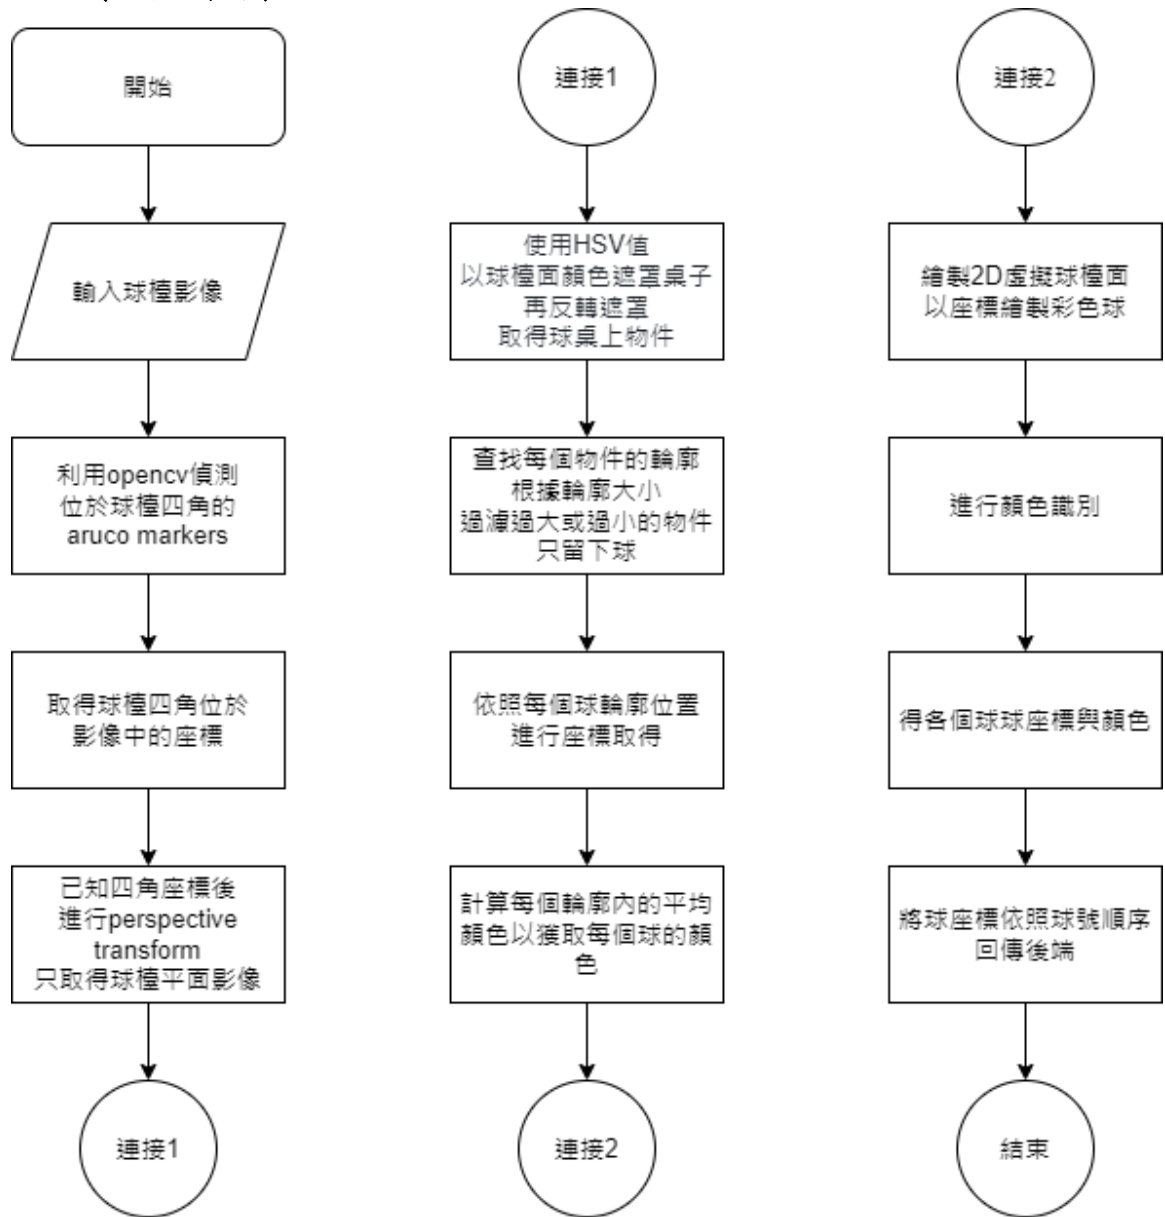 開始
輸入球檯影像
利用opencv偵測
位於球檯四角的
aruco markers
取得球檯四角位於
影像中的座標
已知四角座標後
進行perspective
transform
只取得球檯平面影像
連接1
連接1
使用HSV值
以球檯面顏色遮罩桌子
再反轉遮罩
取得球桌上物件
查找每個物件的輪廓
根據輪廓大小
過濾過大或過小的物件
只留下球
依照每個球輪廓位置
進行座標取得
計算每個輪廓內的平均
顏色以獲取每個球的顏
色
連接2
連接2
繪製2D虛擬球檯面
以座標繪製彩色球
進行顏色識別
得各個球球座標與顏色
將球座標依照球號順序
回傳後端
結束